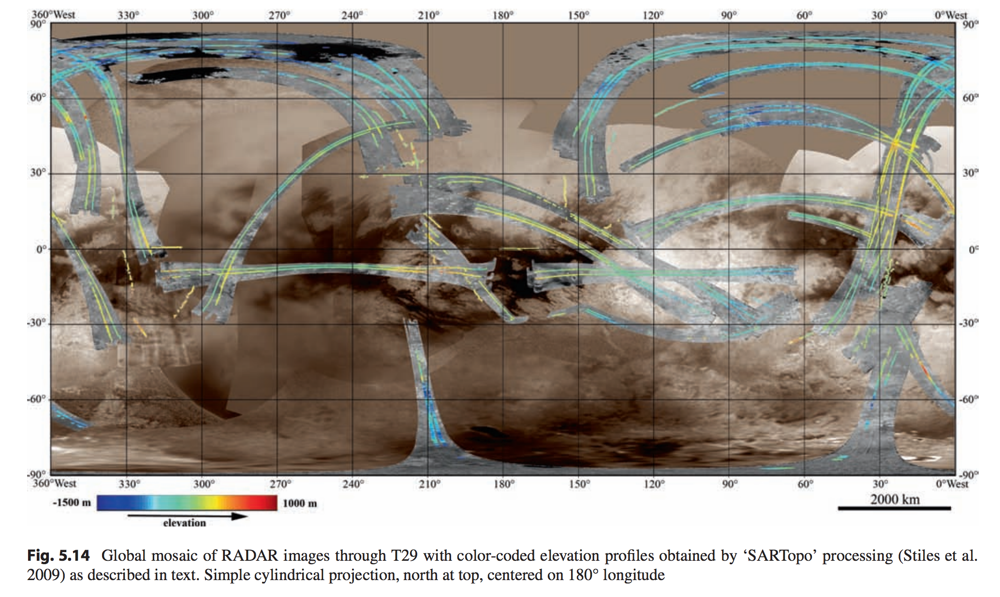 360°West 330° 300° 270° 240° 210° 180° 150° 120° 90° 60° 30° 0°West
90° 90°
60° 60°
30° 30°
0° 0°
-30° -30°
-60° -60°
-90° -90°
360°West 330° 300° 270° 240° 210° 180° 150° 120° 90° 60° 30° 0°West
-1500 m 1000 m
elevation
2000 km
Fig. 5.14 Global mosaic of RADAR images through T29 with color-coded elevation profiles obtained by ‘SARTopo’ processing (Stiles et al.
2009) as described in text. Simple cylindrical projection, north at top, centered on 180° longitude